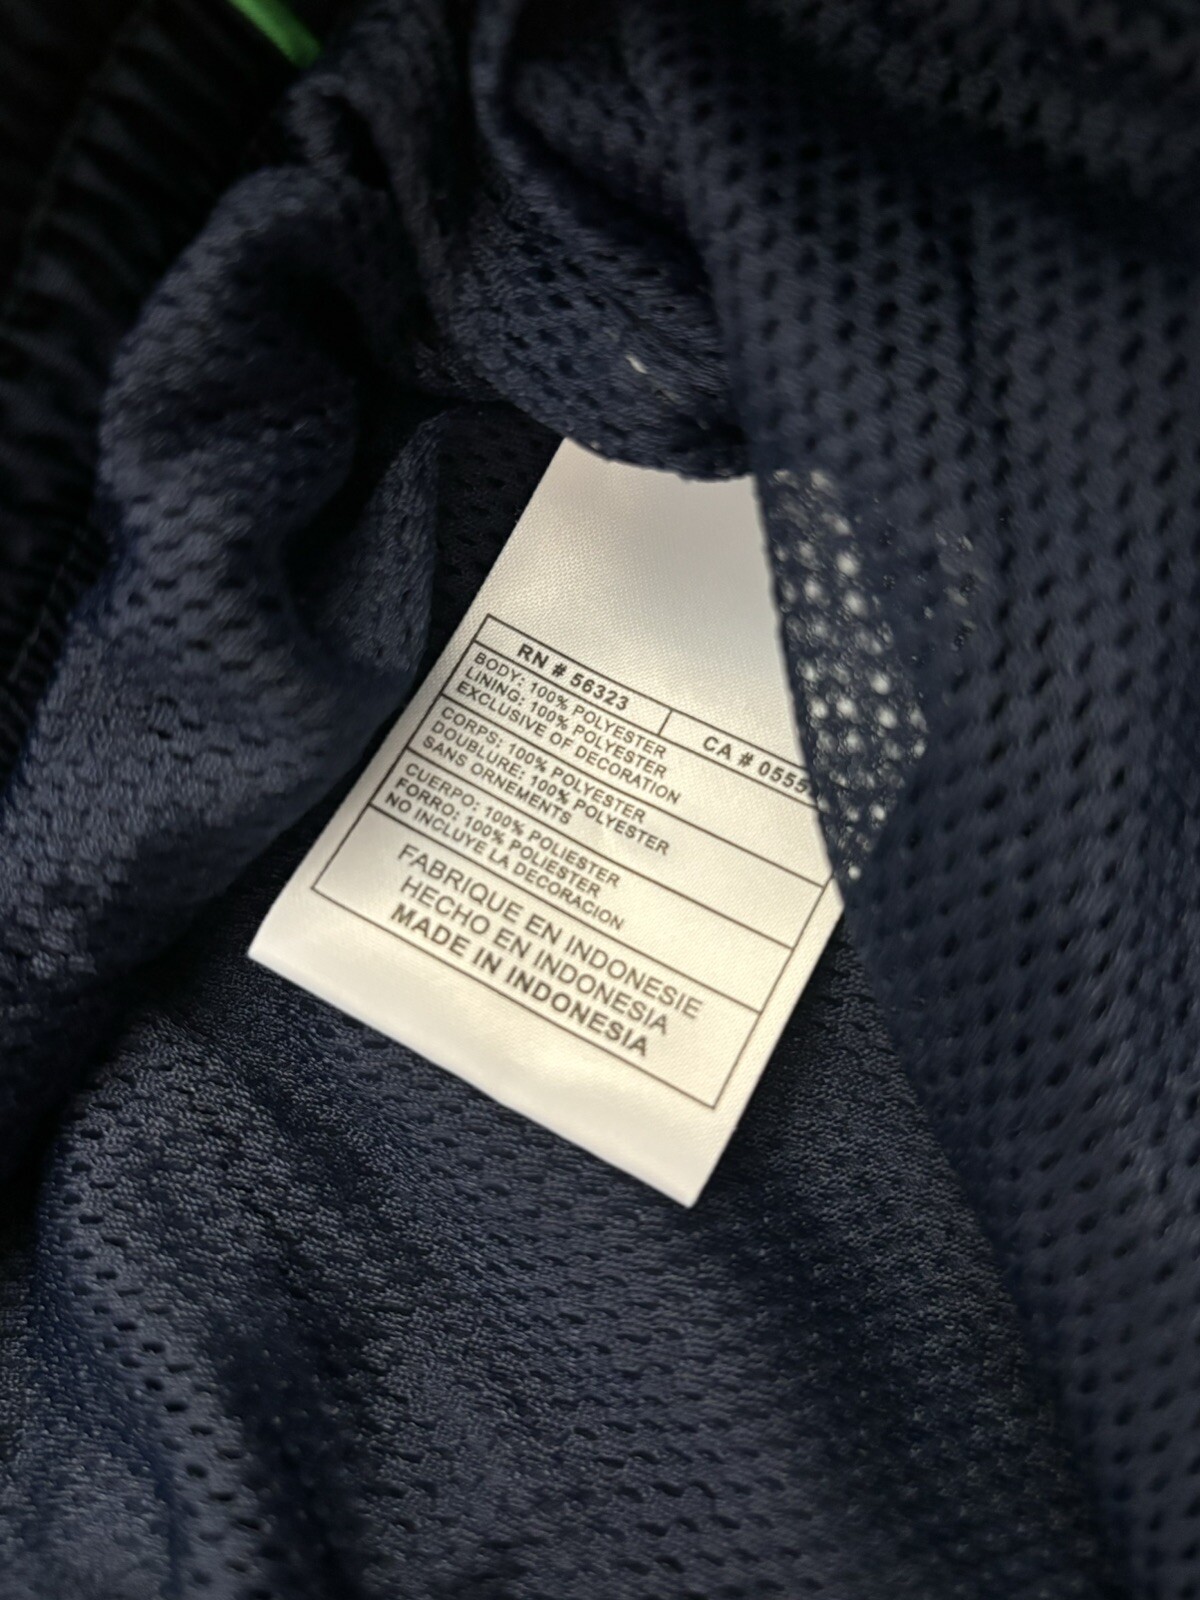 RN # 56323
CA # 0555
BODY: 100% POLYESTER
LINING: 100% POLYESTER
EXCLUSIVE OF DECORATION
CORPS: 100% POLYESTER
DOUBLURE: 100% POLYESTER
SANS ORNEMENTS
CUERPO: 100% POLIESTER
FORRO: 100% POLIESTER
NO INCLUYE LA DECORACION
FABRIQUE EN INDONESIE
HECHO EN INDONESIA
MADE IN INDONESIA